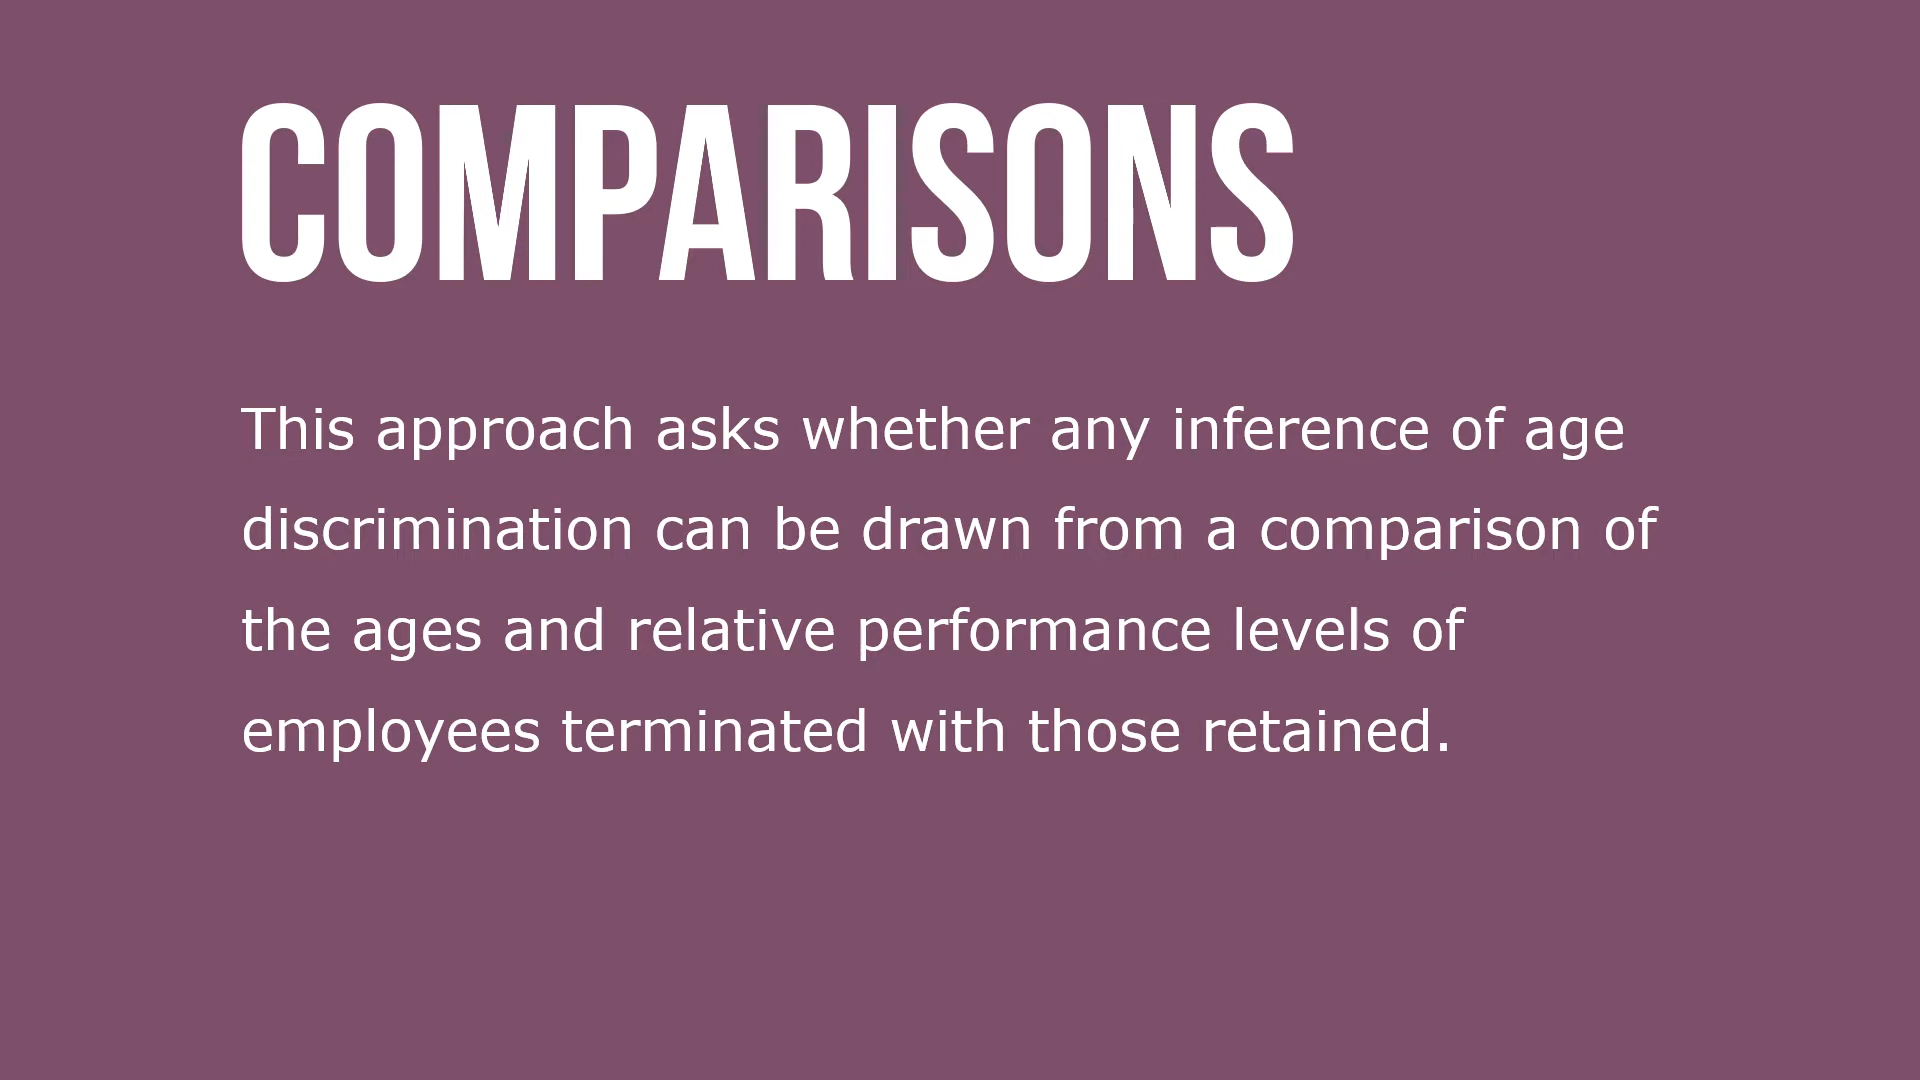 COMPARISONS
This approach asks whether any inference of age
discrimination can be drawn from a comparison of
the ages and relative performance levels of
employees terminated with those retained.